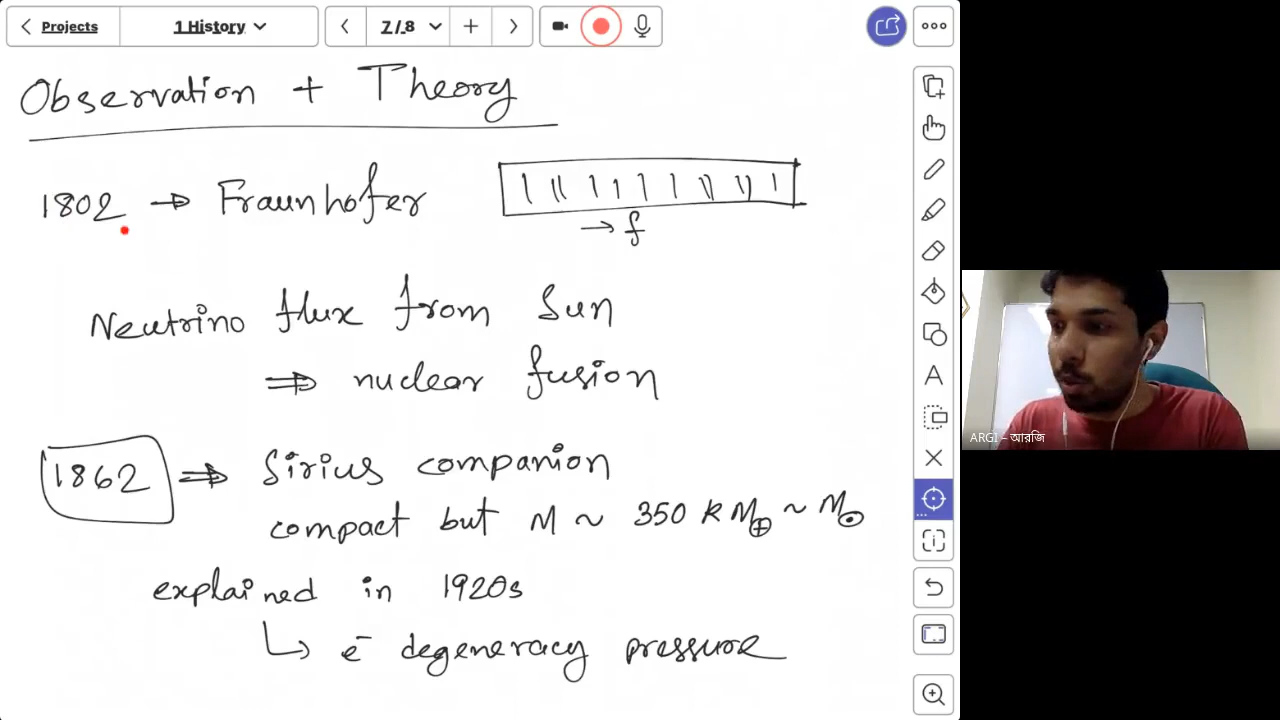 Projects
1 History
7/8
Observation + Theory
1802 → Fraunhofer
→ f
Neutrino flux from Sun
⇒ nuclear fusion
1862 ⇒ Sirius companion
compact but M ~ 350 k M⊕ ~ M⊙
explained in 1920s
↳ e⁻ degeneracy pressure
ARGI – আরজি